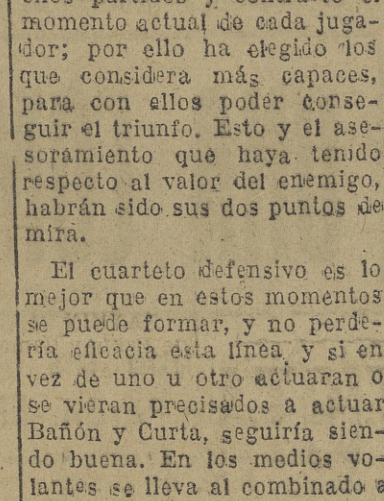 momento actual de cada juga-
dor; por ello ha elegido los
que considera más capaces,
para con ellos poder conse-
guir el triunfo. Esto y el ase-
soramiento que haya tenido
respecto al valor del enemigo,
habrán sido sus dos puntos de
mira.
El cuarteto defensivo es lo
mejor que en estos momentos
se puede formar, y no perde-
ría eficacia esta línea y si en
vez de uno u otro actuaran o
se vieran precisados a actuar
Bañón y Curta, seguiría sien-
do buena. En los medios vo-
lantes se lleva al combinado a